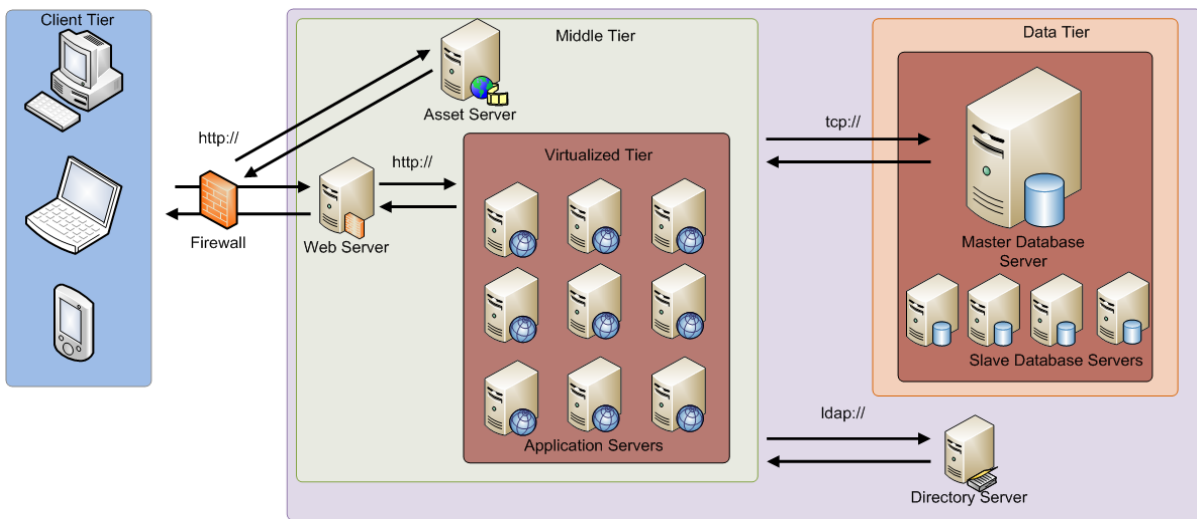 Client Tier
Middle Tier
Data Tier
Asset Server
http://
tcp://
Virtualized Tier
http://
Firewall
Web Server
Master Database
Server
Slave Database Servers
ldap://
Application Servers
Directory Server